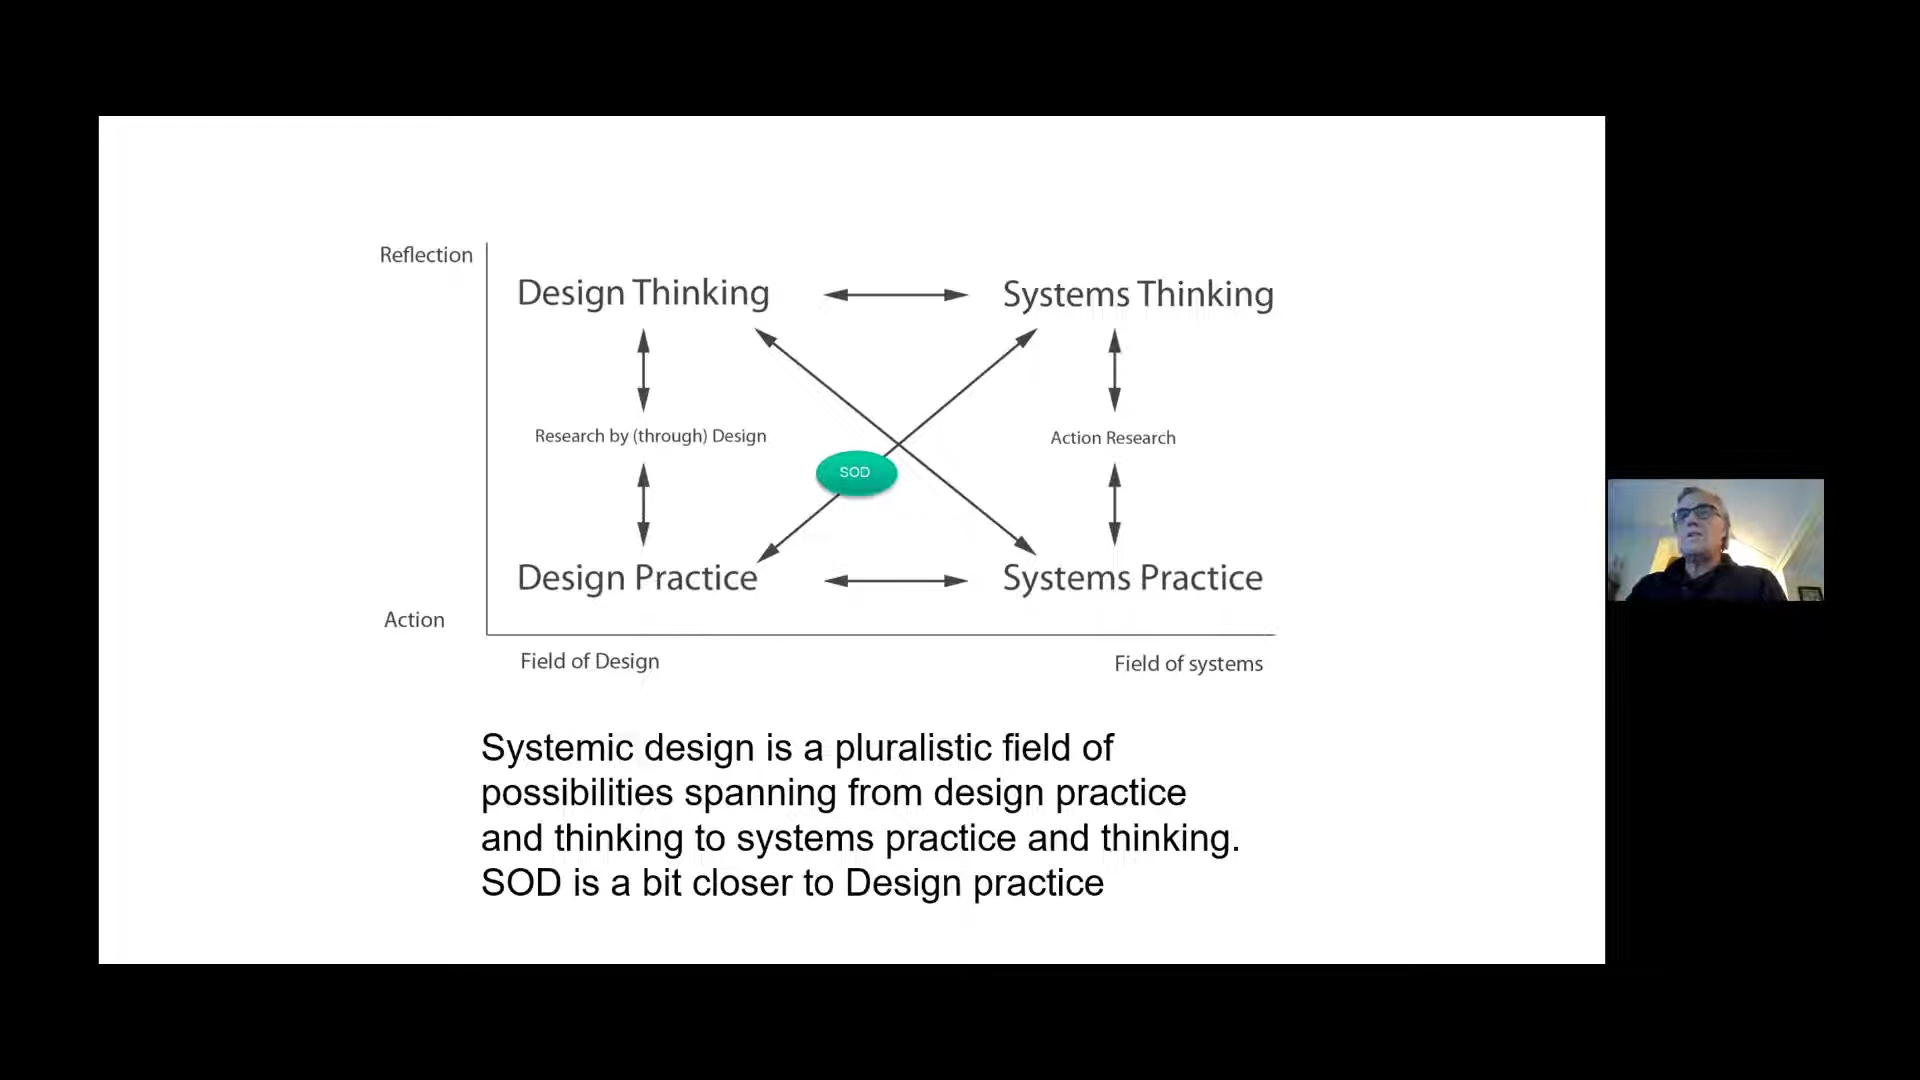 Reflection
Design Thinking
Systems Thinking
Research by (through) Design
Action Research
SOD
Design Practice
Systems Practice
Action
Field of Design
Field of systems
Systemic design is a pluralistic field of
possibilities spanning from design practice
and thinking to systems practice and thinking.
SOD is a bit closer to Design practice